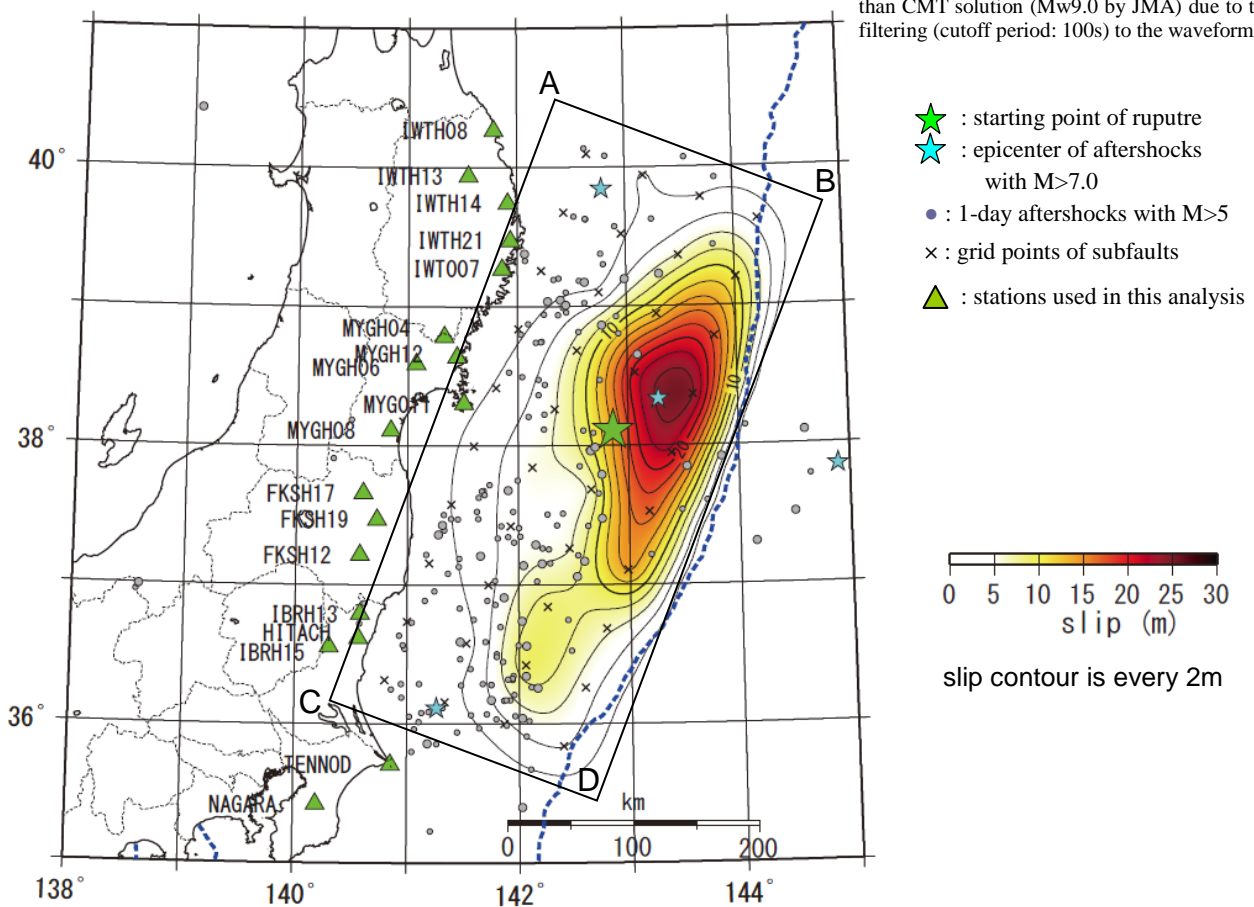 than CMT solution (Mw9.0 by JMA) due to t
filtering (cutoff period: 100s) to the waveform
: starting point of ruputre
: epicenter of aftershocks
with M>7.0
: 1-day aftershocks with M>5
: grid points of subfaults
: stations used in this analysis
A
B
C
D
40°
38°
36°
138°
140°
142°
144°
IWTH08
IWTH13
IWTH14
IWTH21
IWT007
MYGH04
MYGH12
MYGH06
MYG011
MYGH08
FKSH17
FKSH19
FKSH12
IBRH13
HITACH
IBRH15
TENNOD
NAGARA
10
10
20
km
0 100 200
0 5 10 15 20 25 30
slip (m)
slip contour is every 2m